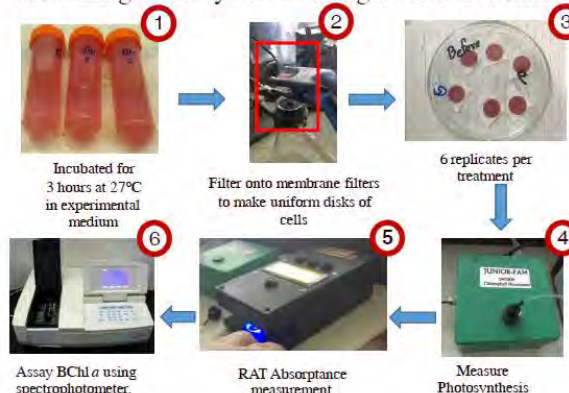 1
2
3
Before
Incubated for
3 hours at 27°C
in experimental
medium
Filter onto membrane filters
to make uniform disks of
cells
6 replicates per
treatment
6
5
4
JUNIOR-PAM
Assay BChl a using
spectrophotometer.
RAT Absorptance
measurement
Measure
Photosynthesis